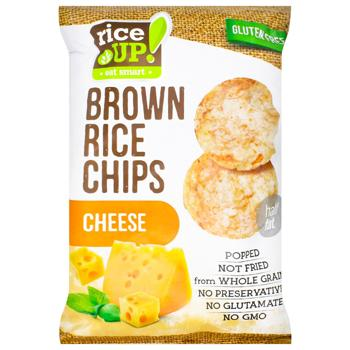 rice UP!
eat smart
GLUTEN FREE
BROWN
RICE
CHIPS
CHEESE
half
fat
POPPED
NOT FRIED
from WHOLE GRAIN
NO PRESERVATIVE
NO GLUTAMATE
NO GMO